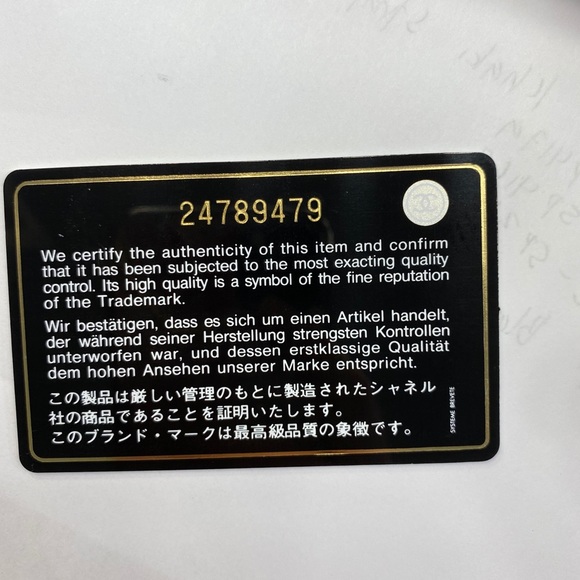 24789479
We certify the authenticity of this item and confirm
that it has been subjected to the most exacting quality
control. Its high quality is a symbol of the fine reputation
of the Trademark.
Wir bestätigen, dass es sich um einen Artikel handelt,
der während seiner Herstellung strengsten Kontrollen
unterworfen war, und dessen erstklassige Qualität
dem hohen Ansehen unserer Marke entspricht.
この製品は厳しい管理のもとに製造されたシャネル
社の商品であることを証明いたします。
このブランド・マークは最高級品質の象徴です。
SYSTEME BREVETE